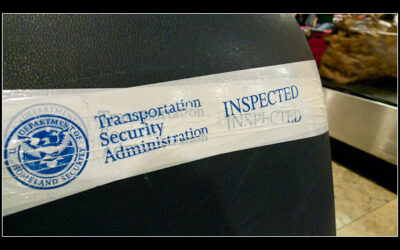 DEPARTMENT OF
HOMELAND SECURITY
Transportation
Security
Administration
INSPECTED
INSPECTED